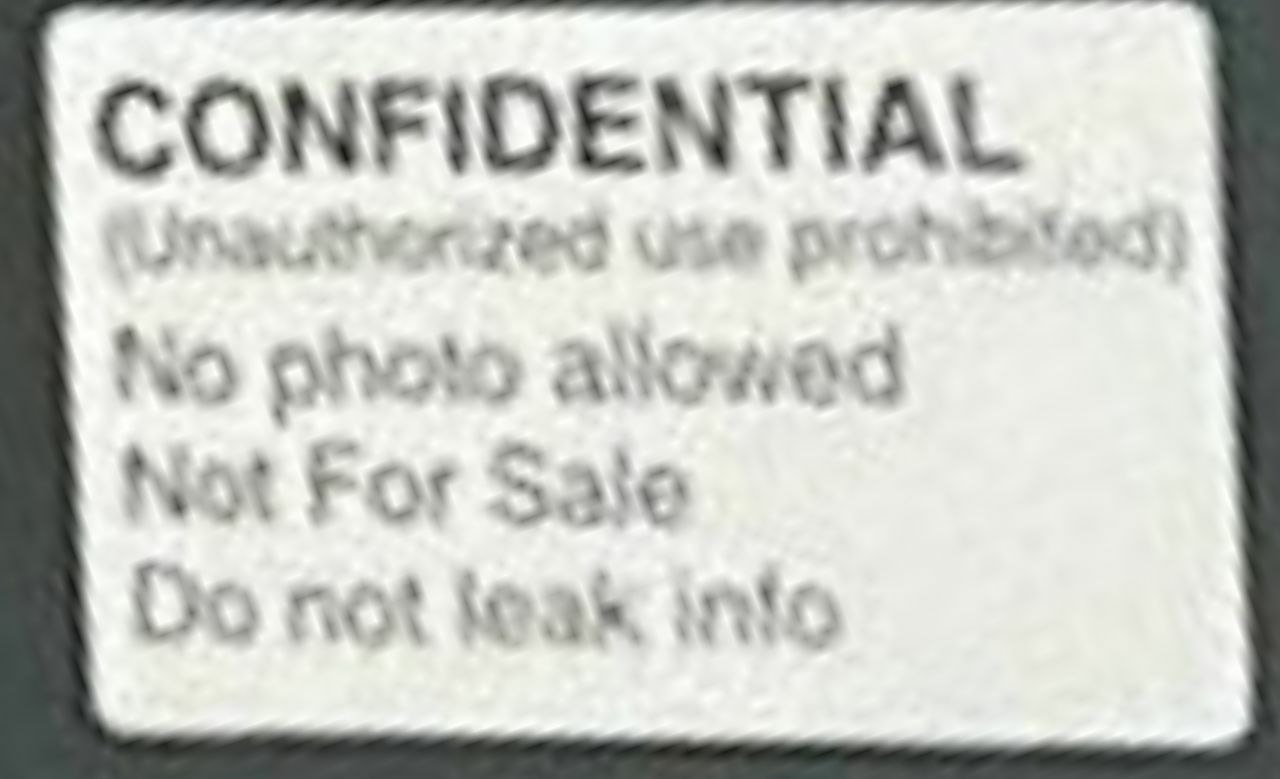 CONFIDENTIAL
(Unauthorized use prohibited)
No photo allowed
Not For Sale
Do not leak info